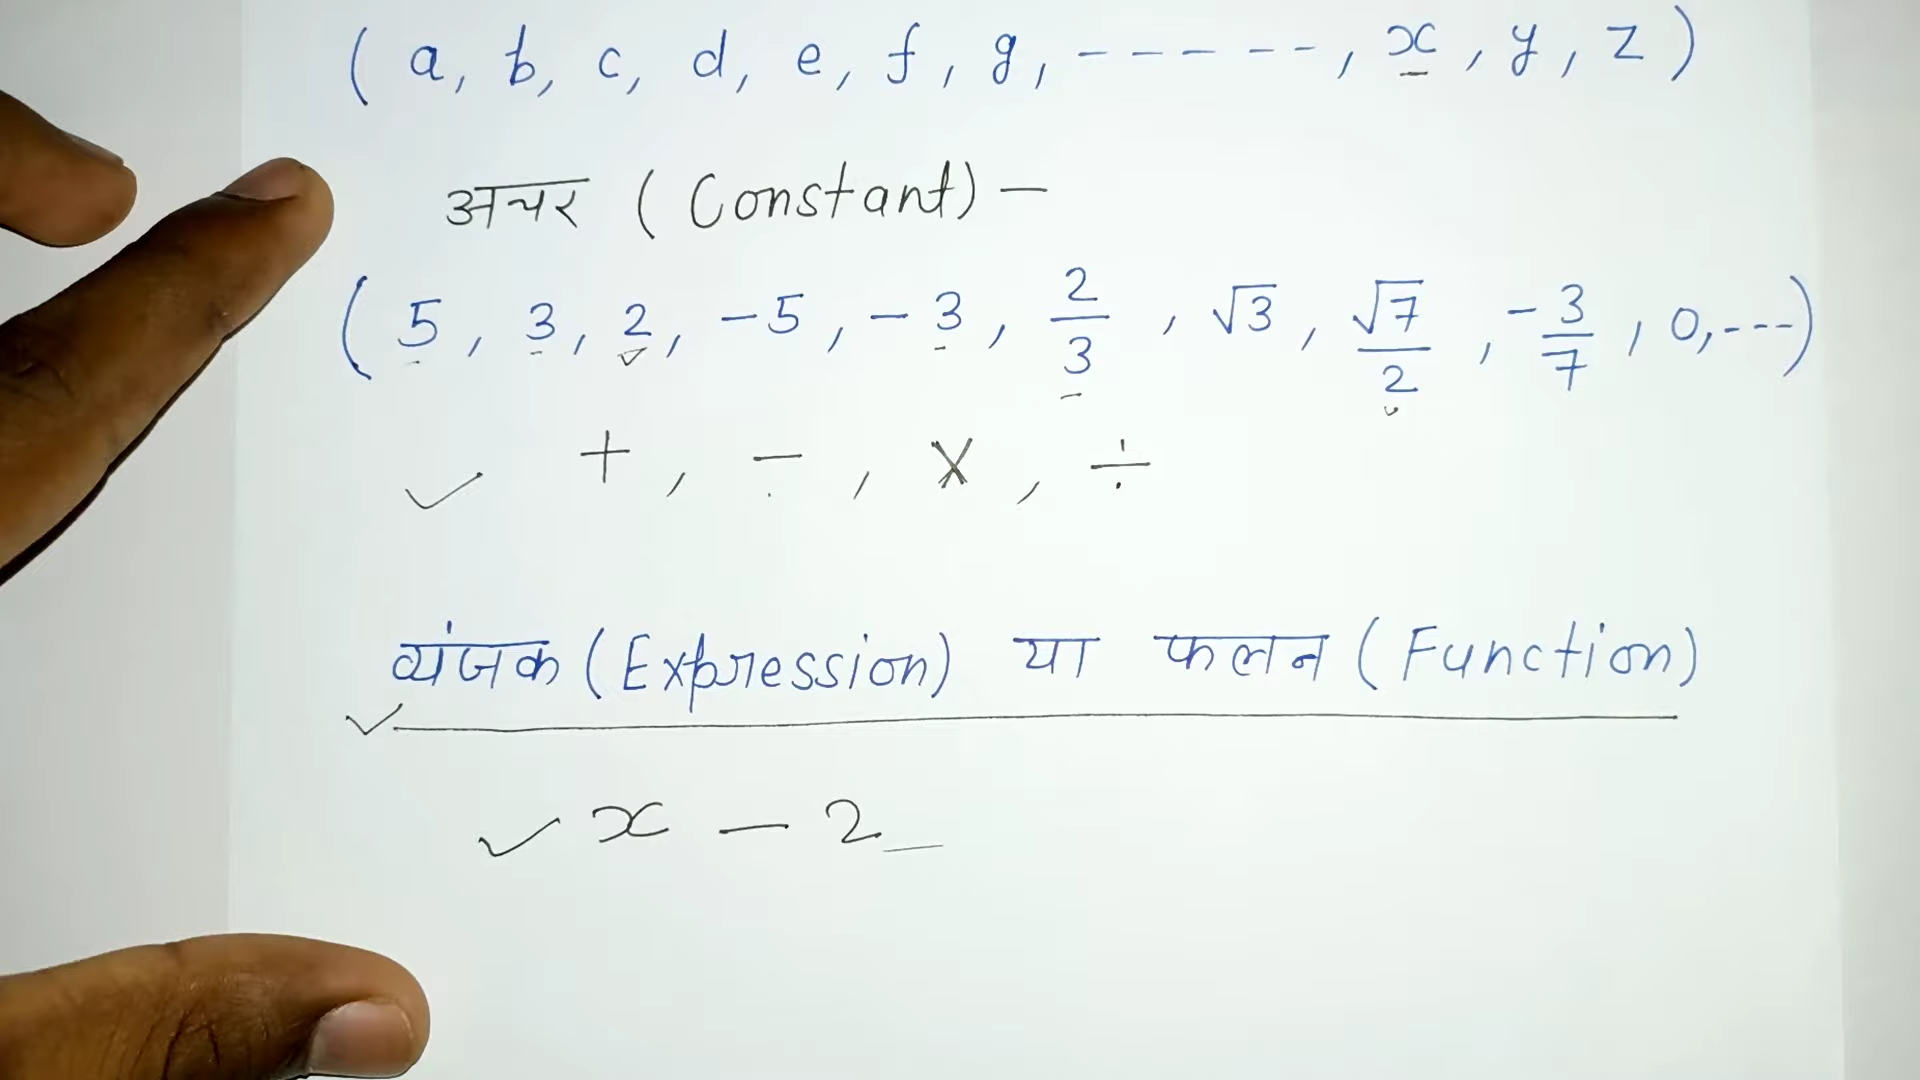 ( a, b, c, d, e, f, g, - - - - - -, x, y, z )
अचर ( Constant) —
( 5, 3, 2, -5, -3, 2/3, √3, √7/2, -3/7, 0, ---)
✓ +, −, ×, ÷
व्यंजक (Expression) या फलन (Function)
✓ x - 2